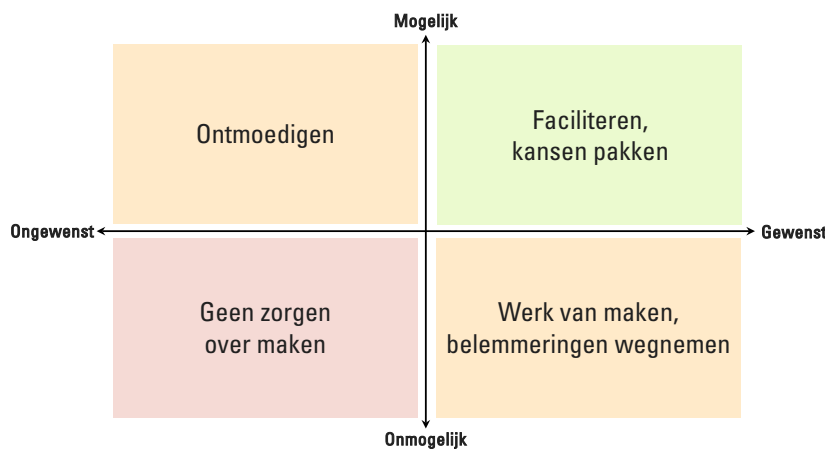 Mogelijk
Ontmoedigen
Faciliteren,
kansen pakken
Ongewenst
Gewenst
Geen zorgen
over maken
Werk van maken,
belemmeringen wegnemen
Onmogelijk